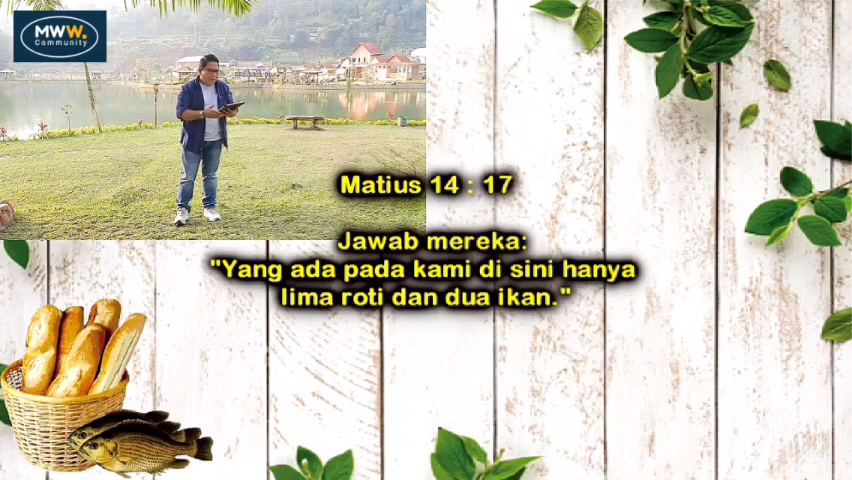 MWW.
Community
Matius 14 : 17
Jawab mereka:
"Yang ada pada kami di sini hanya
lima roti dan dua ikan."